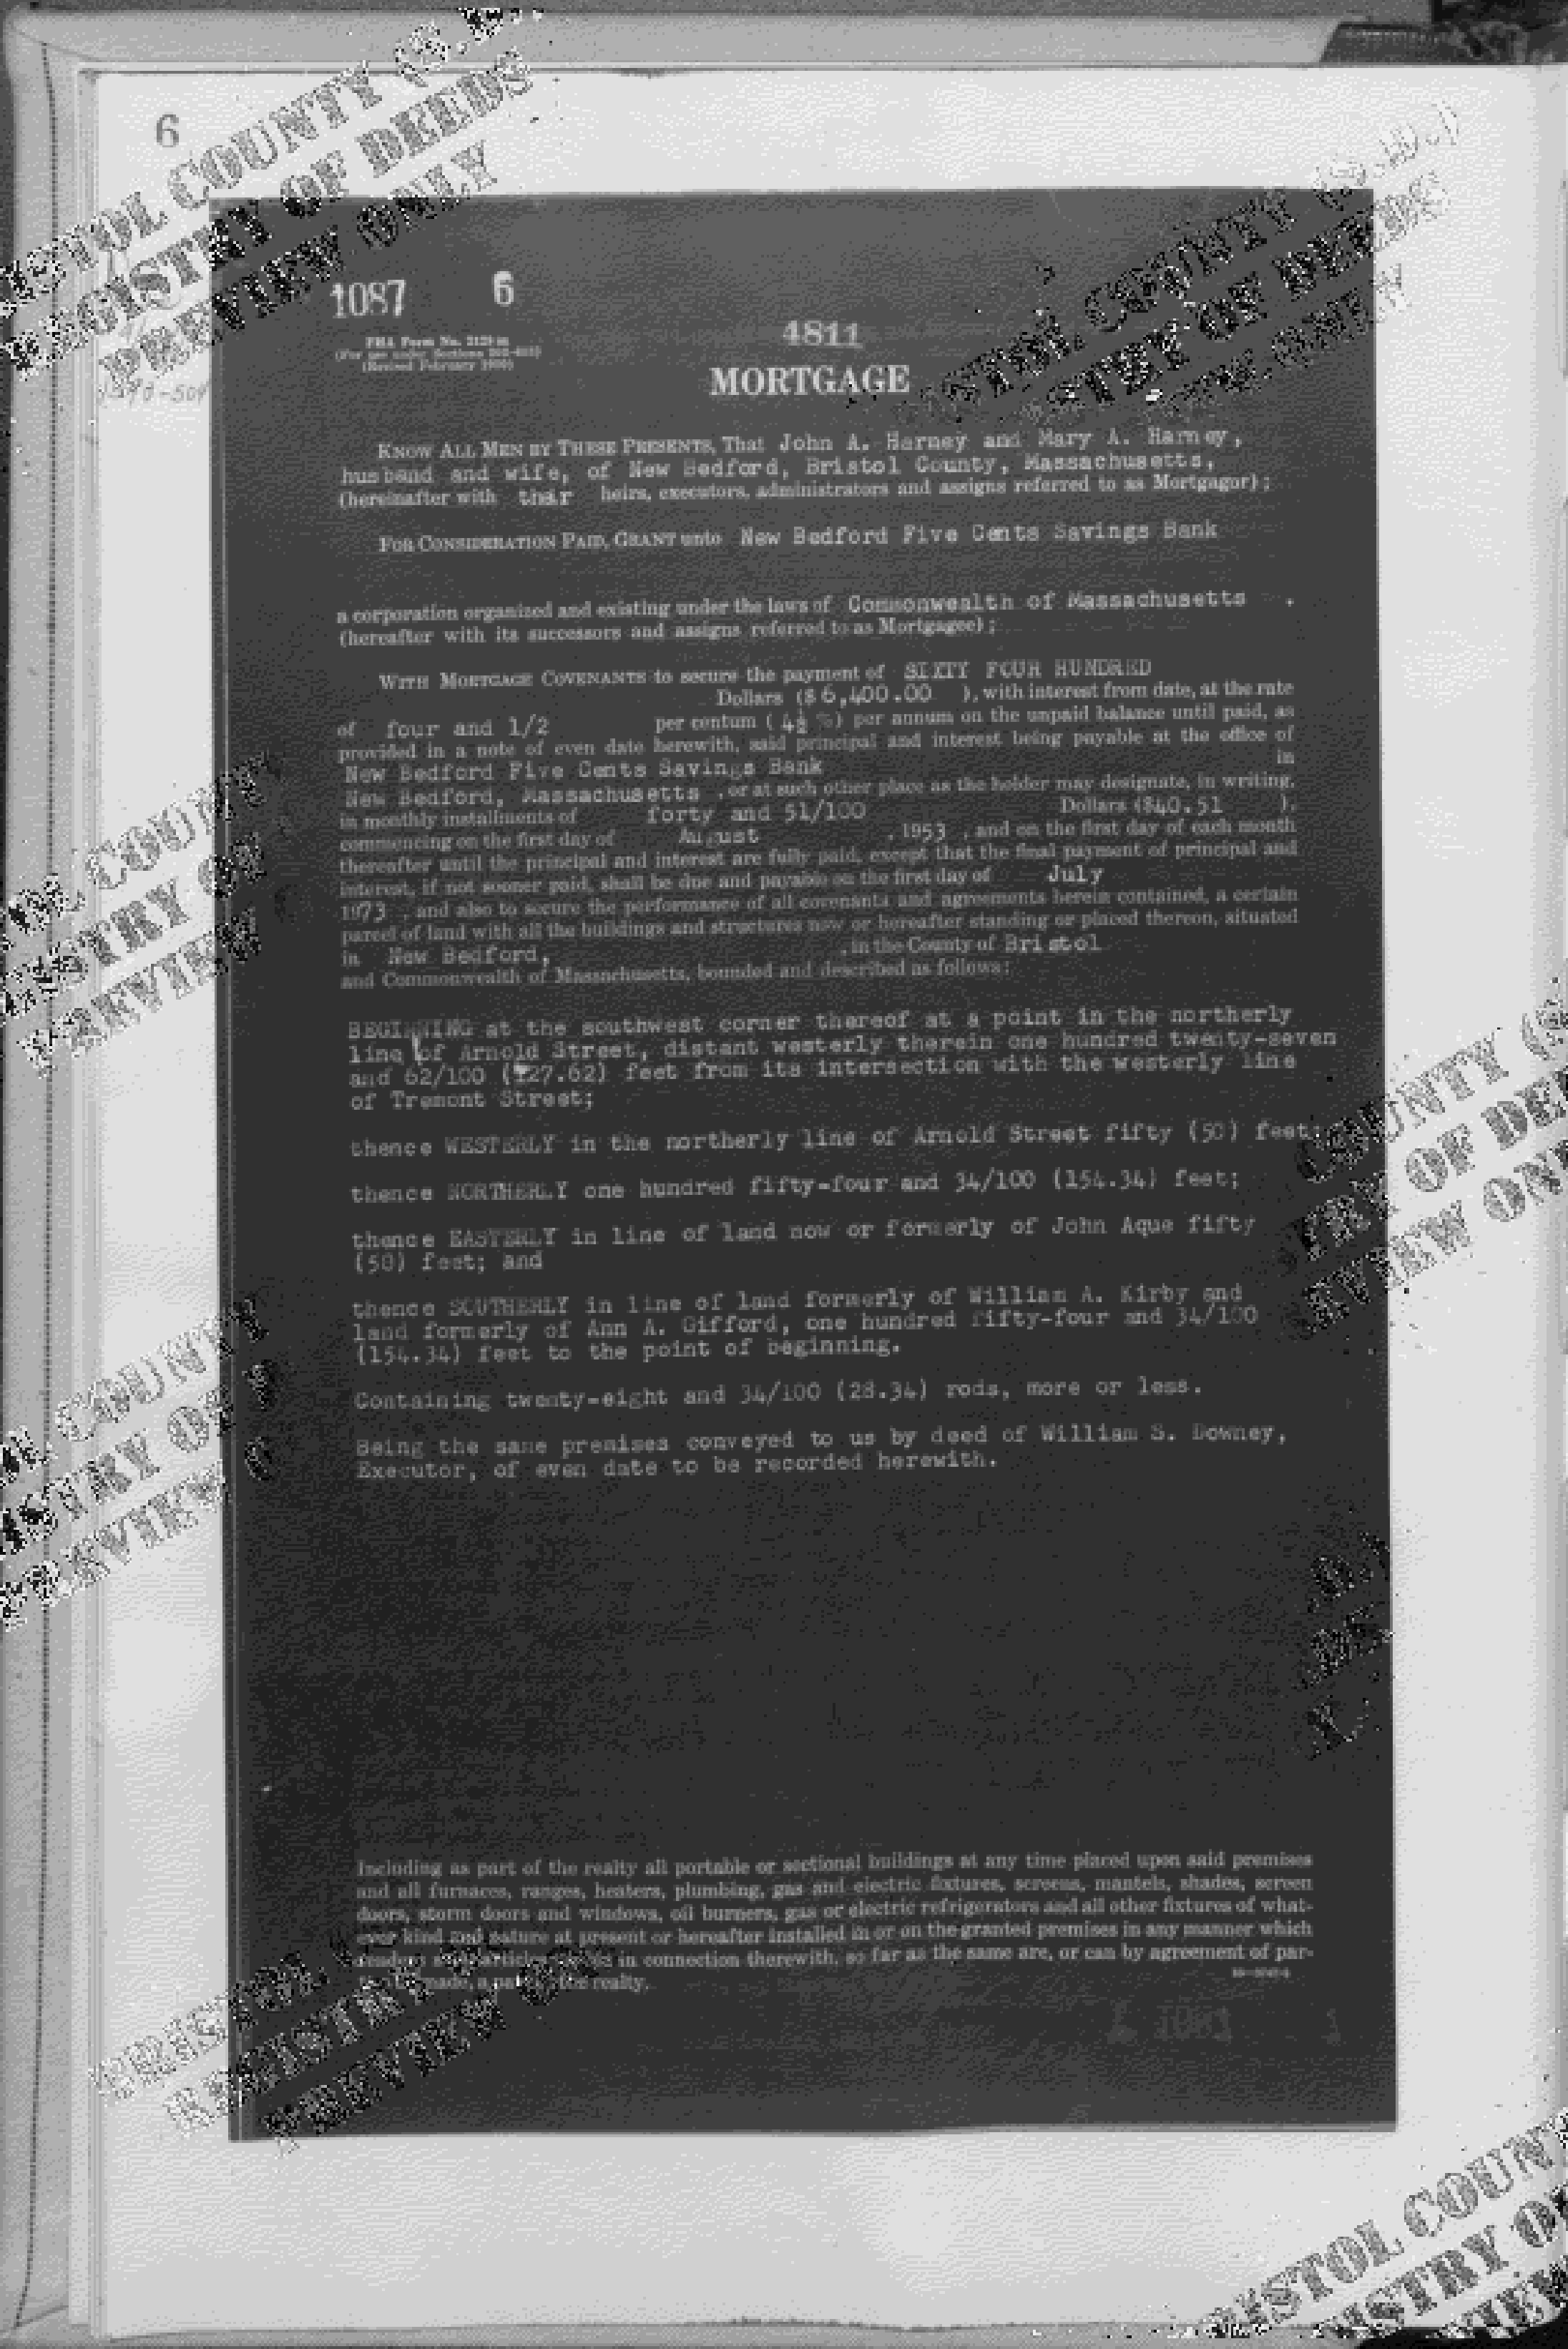 6
1087 6
4811
MORTGAGE
KNOW ALL MEN BY THESE PRESENTS, That John A. Harney and Mary A. Harney,
husband and wife, of New Bedford, Bristol County, Massachusetts,
(hereinafter with their heirs, executors, administrators and assigns referred to as Mortgagor);
FOR CONSIDERATION PAID, GRANT unto New Bedford Five Cents Savings Bank
a corporation organized and existing under the laws of Commonwealth of Massachusetts .
(hereafter with its successors and assigns referred to as Mortgagee);
WITH MORTGAGE COVENANTS to secure the payment of SIXTY FOUR HUNDRED
Dollars ($6,400.00 ), with interest from date, at the rate
of four and 1/2 per centum (4½ %) per annum on the unpaid balance until paid, as
provided in a note of even date herewith, said principal and interest being payable at the office of
New Bedford Five Cents Savings Bank in
New Bedford, Massachusetts , or at such other place as the holder may designate, in writing,
in monthly installments of forty and 51/100 Dollars ($40.51 ),
commencing on the first day of August , 1953 , and on the first day of each month
thereafter until the principal and interest are fully paid, except that the final payment of principal and
interest, if not sooner paid, shall be due and payable on the first day of July
1973 , and also to secure the performance of all covenants and agreements herein contained, a certain
parcel of land with all the buildings and structures now or hereafter standing or placed thereon, situated
in New Bedford, , in the County of Bristol
and Commonwealth of Massachusetts, bounded and described as follows:
BEGINNING at the southwest corner thereof at a point in the northerly
line of Arnold Street, distant westerly therein one hundred twenty-seven
and 62/100 (127.62) feet from its intersection with the westerly line
of Tremont Street;
thence WESTERLY in the northerly line of Arnold Street fifty (50) feet;
thence NORTHERLY one hundred fifty-four and 34/100 (154.34) feet;
thence EASTERLY in line of land now or formerly of John Aque fifty
(50) feet; and
thence SOUTHERLY in line of land formerly of William A. Kirby and
land formerly of Ann A. Gifford, one hundred fifty-four and 34/100
(154.34) feet to the point of beginning.
Containing twenty-eight and 34/100 (28.34) rods, more or less.
Being the same premises conveyed to us by deed of William S. Downey,
Executor, of even date to be recorded herewith.
Including as part of the realty all portable or sectional buildings at any time placed upon said premises
and all furnaces, ranges, heaters, plumbing, gas and electric fixtures, screens, mantels, shades, screen
doors, storm doors and windows, oil burners, gas or electric refrigerators and all other fixtures of what-
ever kind and nature at present or hereafter installed in or on the granted premises in any manner which
in connection therewith, so far as the same are, or can by agreement of par-
made, a realty.